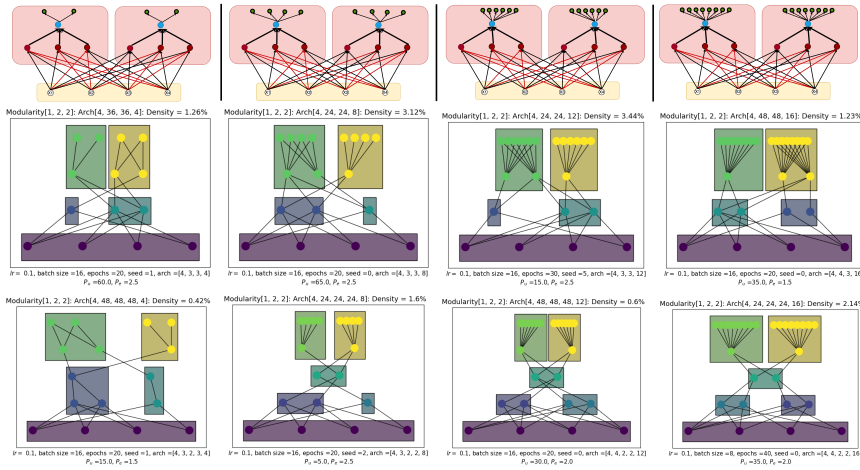 Modularity[1, 2, 2]: Arch[4, 36, 36, 4]: Density = 1.26%
Modularity[1, 2, 2]: Arch[4, 24, 24, 8]: Density = 3.12%
Modularity[1, 2, 2]: Arch[4, 24, 24, 12]: Density = 3.44%
Modularity[1, 2, 2]: Arch[4, 48, 48, 16]: Density = 1.23%
lr = 0.1, batch size =16, epochs =20, seed =1, arch =[4, 3, 3, 4]
Pu =60.0, Pe = 2.5
lr = 0.1, batch size =16, epochs =20, seed =0, arch =[4, 3, 3, 8]
Pu =65.0, Pe = 2.5
lr = 0.1, batch size =16, epochs =30, seed =5, arch =[4, 3, 3, 12]
Pu =15.0, Pe = 2.5
lr = 0.1, batch size =16, epochs =20, seed =0, arch =[4, 4, 3, 16
Pu =35.0, Pe = 1.5
Modularity[1, 2, 2]: Arch[4, 48, 48, 48, 4]: Density = 0.42%
Modularity[1, 2, 2]: Arch[4, 24, 24, 24, 8]: Density = 1.6%
Modularity[1, 2, 2]: Arch[4, 48, 48, 48, 12]: Density = 0.6%
Modularity[1, 2, 2]: Arch[4, 24, 24, 24, 16]: Density = 2.14%
lr = 0.1, batch size =16, epochs =20, seed =1, arch =[4, 3, 2, 3, 4]
Pu =15.0, Pe = 1.5
lr = 0.1, batch size =16, epochs =20, seed =2, arch =[4, 3, 2, 2, 8]
Pu =5.0, Pe = 2.5
lr = 0.1, batch size =16, epochs =20, seed =0, arch =[4, 4, 2, 2, 12]
Pu =30.0, Pe = 2.0
lr = 0.1, batch size =8, epochs =40, seed =0, arch =[4, 4, 2, 2, 16
Pu =35.0, Pe = 2.0